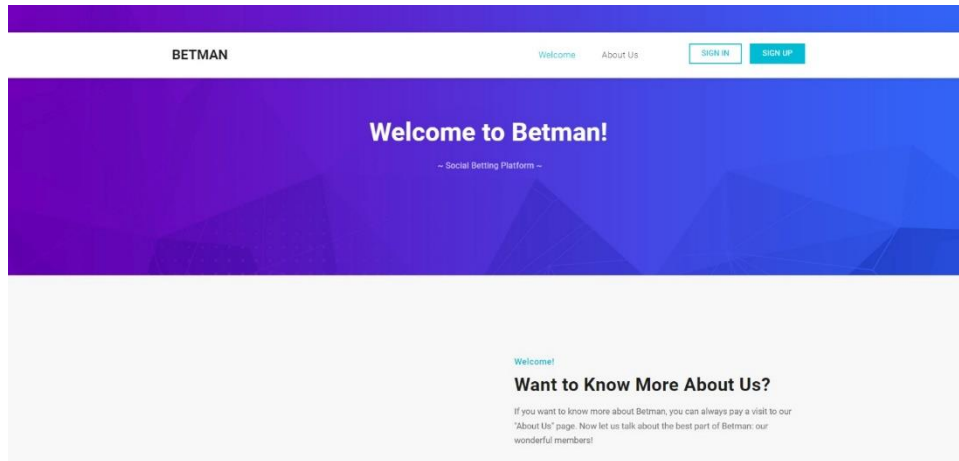 BETMAN
Welcome
About Us
SIGN IN
SIGN UP
Welcome to Betman!
~ Social Betting Platform ~
Welcome!
Want to Know More About Us?
If you want to know more about Betman, you can always pay a visit to our
"About Us" page. Now let us talk about the best part of Betman: our
wonderful members!